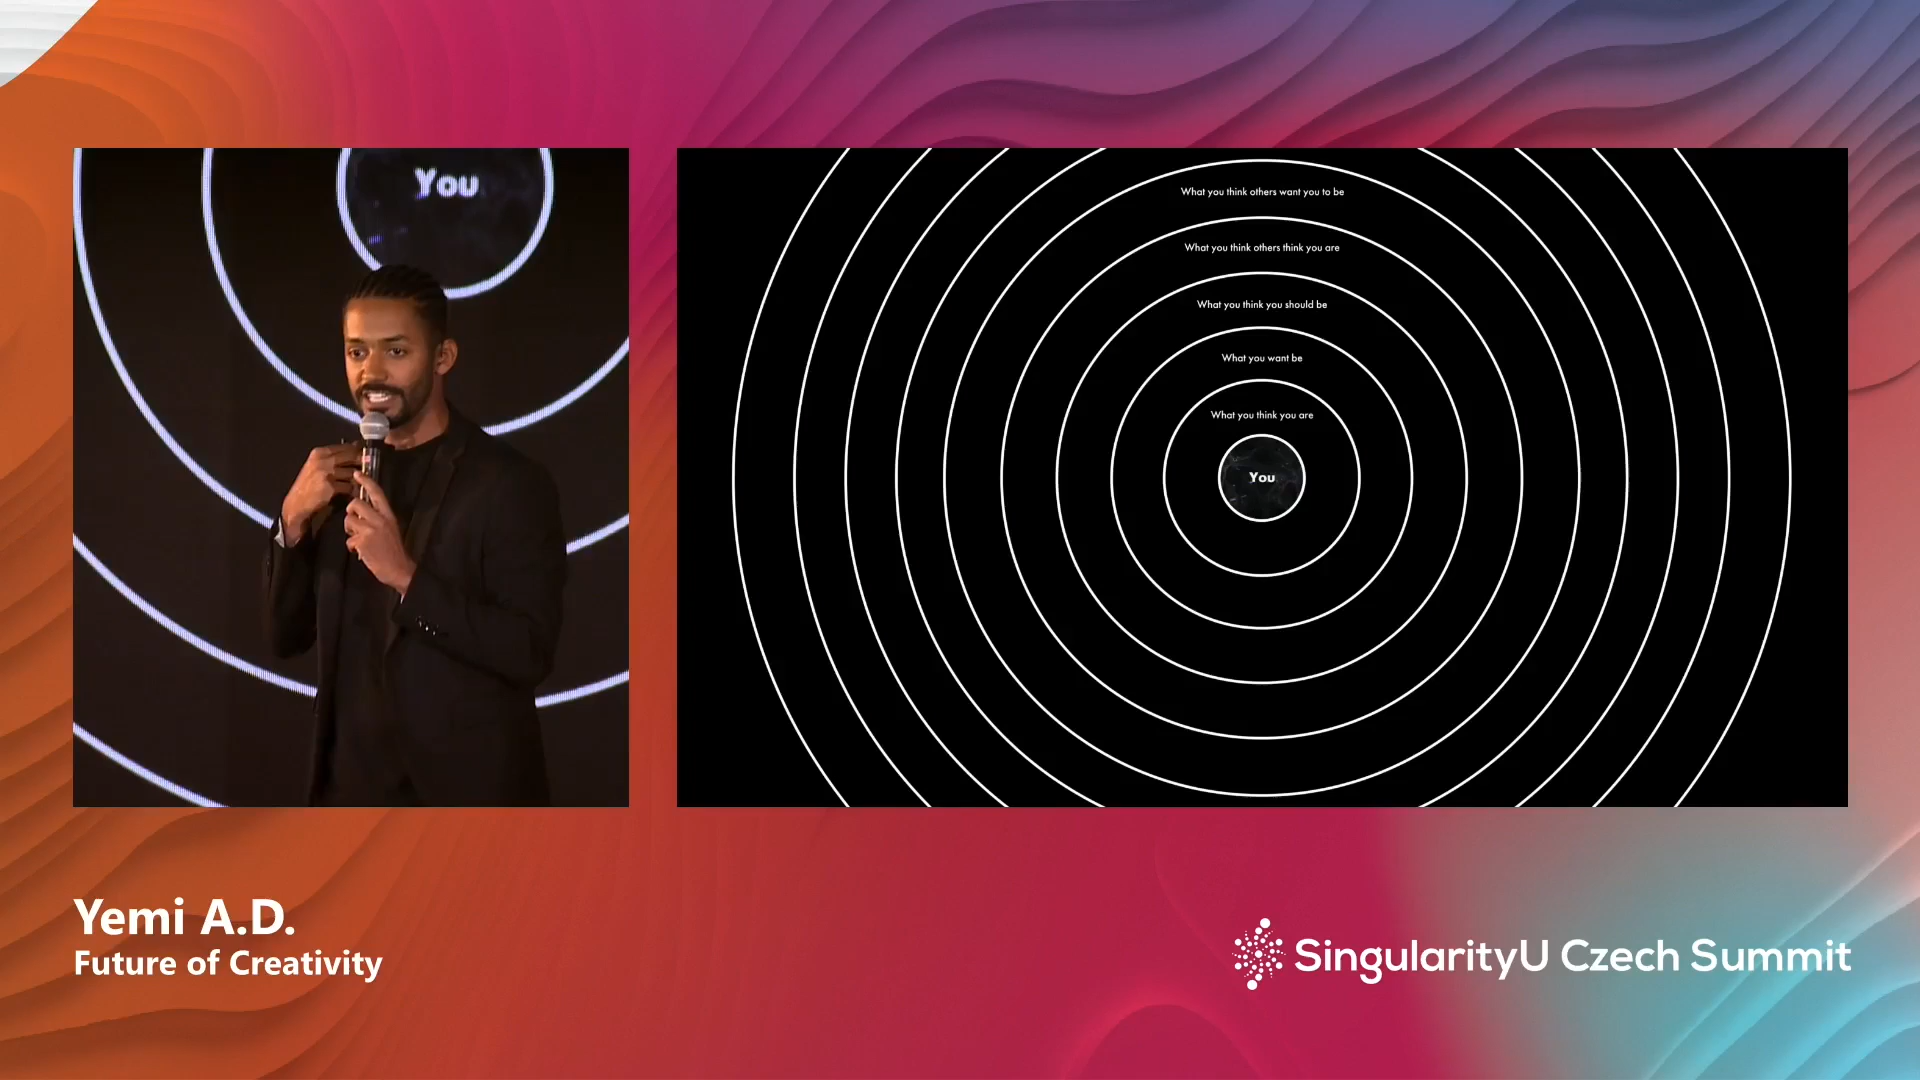 You
What you think others want you to be
What you think others think you are
What you think you should be
What you want be
What you think you are
You
Yemi A.D.
Future of Creativity
SingularityU Czech Summit